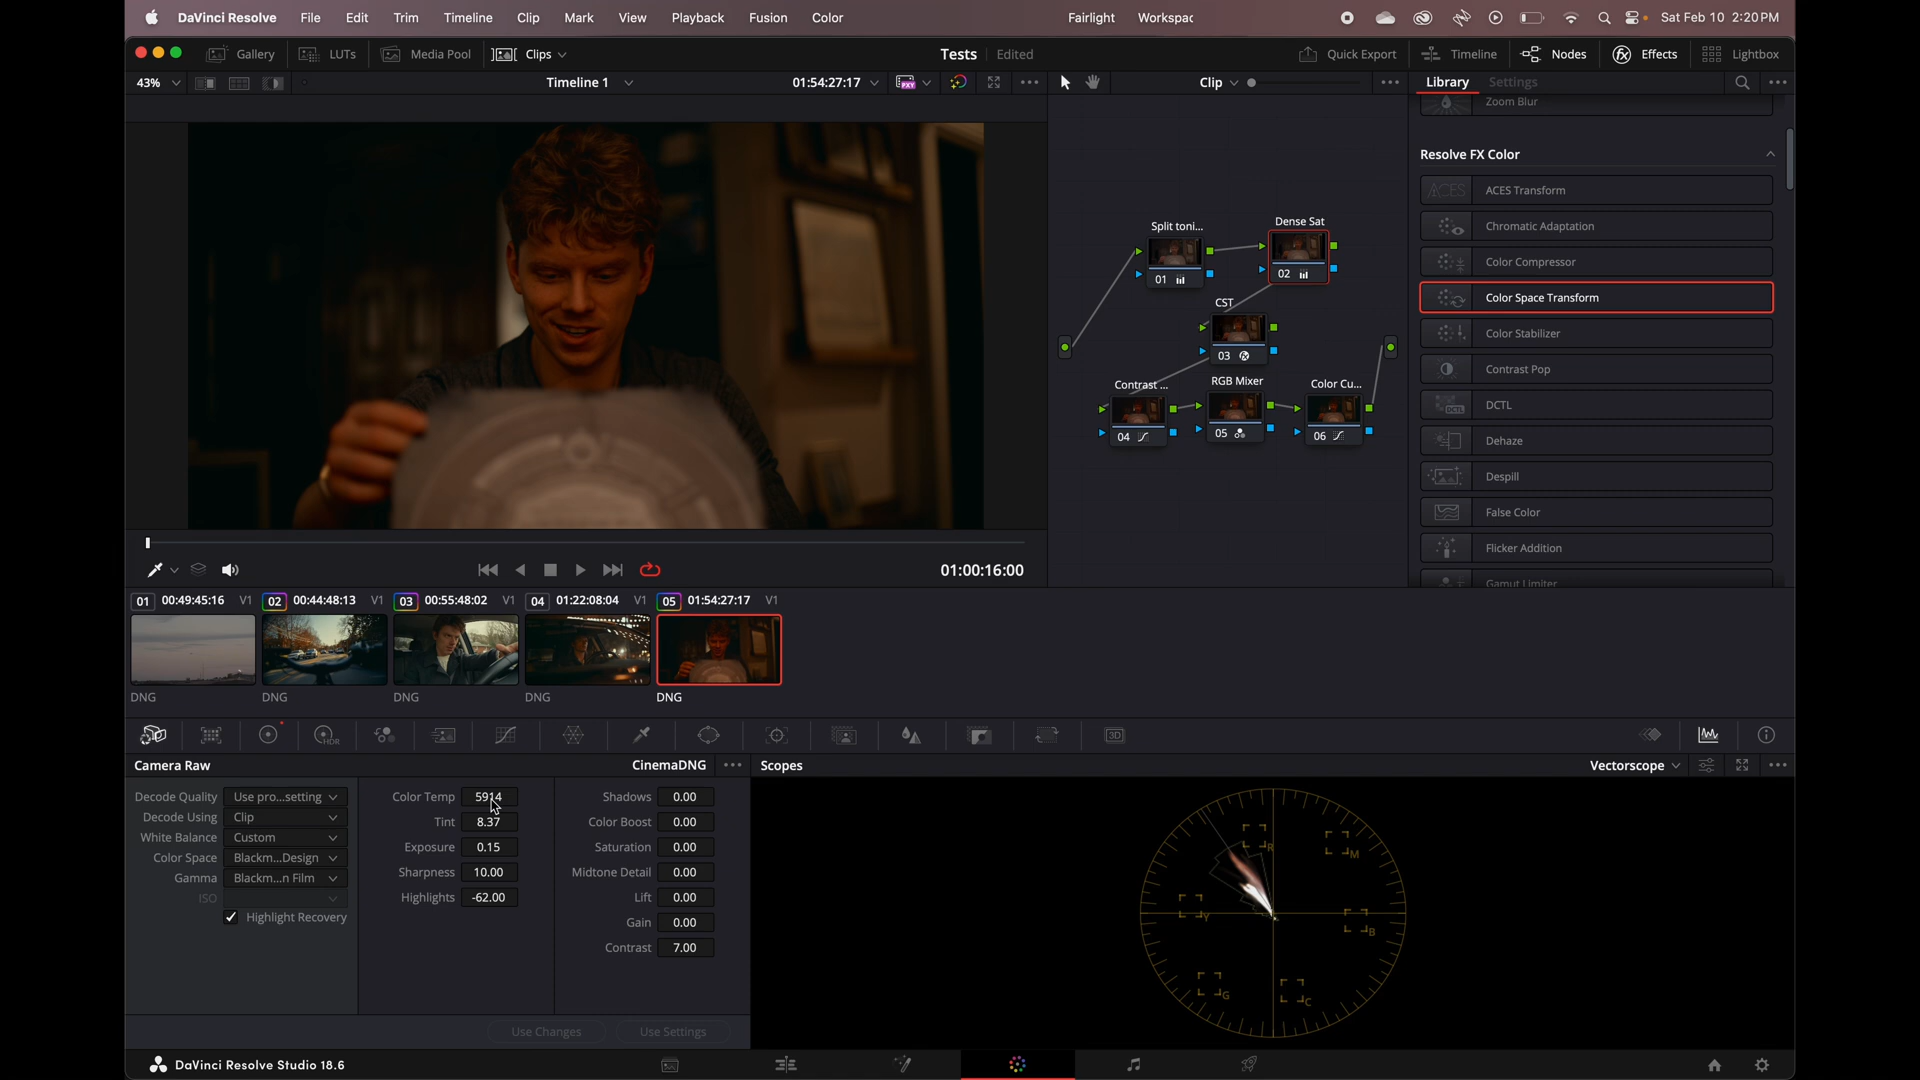 DaVinci Resolve File Edit Trim Timeline Clip Mark View Playback Fusion Color Fairlight Workspac Sat Feb 10 2:20 PM
Gallery LUTs Media Pool Clips Tests Edited Quick Export Timeline Nodes Effects Lightbox
43% Timeline 1 01:54:27:17 PXY Clip Library Settings
Zoom Blur
Resolve FX Color
ACES ACES Transform
Chromatic Adaptation
Color Compressor
Color Space Transform
Color Stabilizer
Contrast Pop
DCTL DCTL
Dehaze
Despill
False Color
Flicker Addition
Gamut Limiter
Split toni...
01
Dense Sat
02
CST
03
Contrast ...
04
RGB Mixer
05
Color Cu...
06
01:00:16:00
01 00:49:45:16 V1 02 00:44:48:13 V1 03 00:55:48:02 V1 04 01:22:08:04 V1 05 01:54:27:17 V1
DNG DNG DNG DNG DNG
HDR 3D
Camera Raw CinemaDNG Scopes Vectorscope
Decode Quality Use pro...setting
Decode Using Clip
White Balance Custom
Color Space Blackm...Design
Gamma Blackm...n Film
ISO
Highlight Recovery
Color Temp 5914
Tint 8.37
Exposure 0.15
Sharpness 10.00
Highlights -62.00
Shadows 0.00
Color Boost 0.00
Saturation 0.00
Midtone Detail 0.00
Lift 0.00
Gain 0.00
Contrast 7.00
R M
Y B
G C
Use Changes Use Settings
DaVinci Resolve Studio 18.6